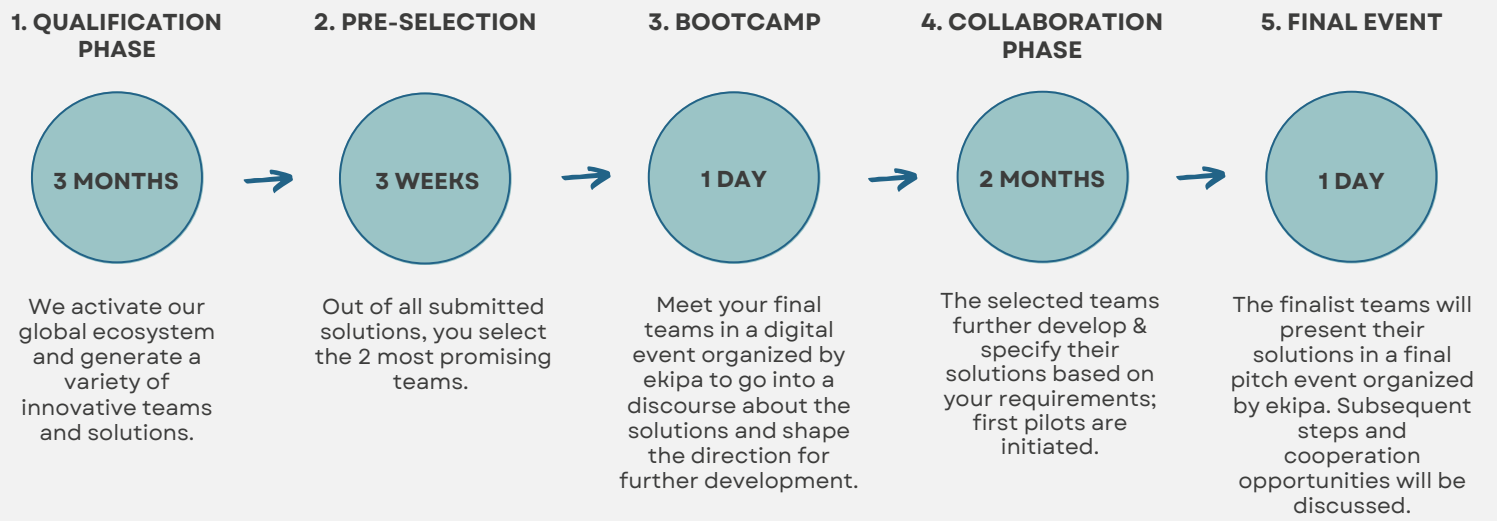 1. QUALIFICATION
PHASE
3 MONTHS
We activate our
global ecosystem
and generate a
variety of
innovative teams
and solutions.
2. PRE-SELECTION
3 WEEKS
Out of all submitted
solutions, you select
the 2 most promising
teams.
3. BOOTCAMP
1 DAY
Meet your final
teams in a digital
event organized by
ekipa to go into a
discourse about the
solutions and shape
the direction for
further development.
4. COLLABORATION
PHASE
2 MONTHS
The selected teams
further develop &
specify their
solutions based on
your requirements;
first pilots are
initiated.
5. FINAL EVENT
1 DAY
The finalist teams will
present their
solutions in a final
pitch event organized
by ekipa. Subsequent
steps and
cooperation
opportunities will be
discussed.